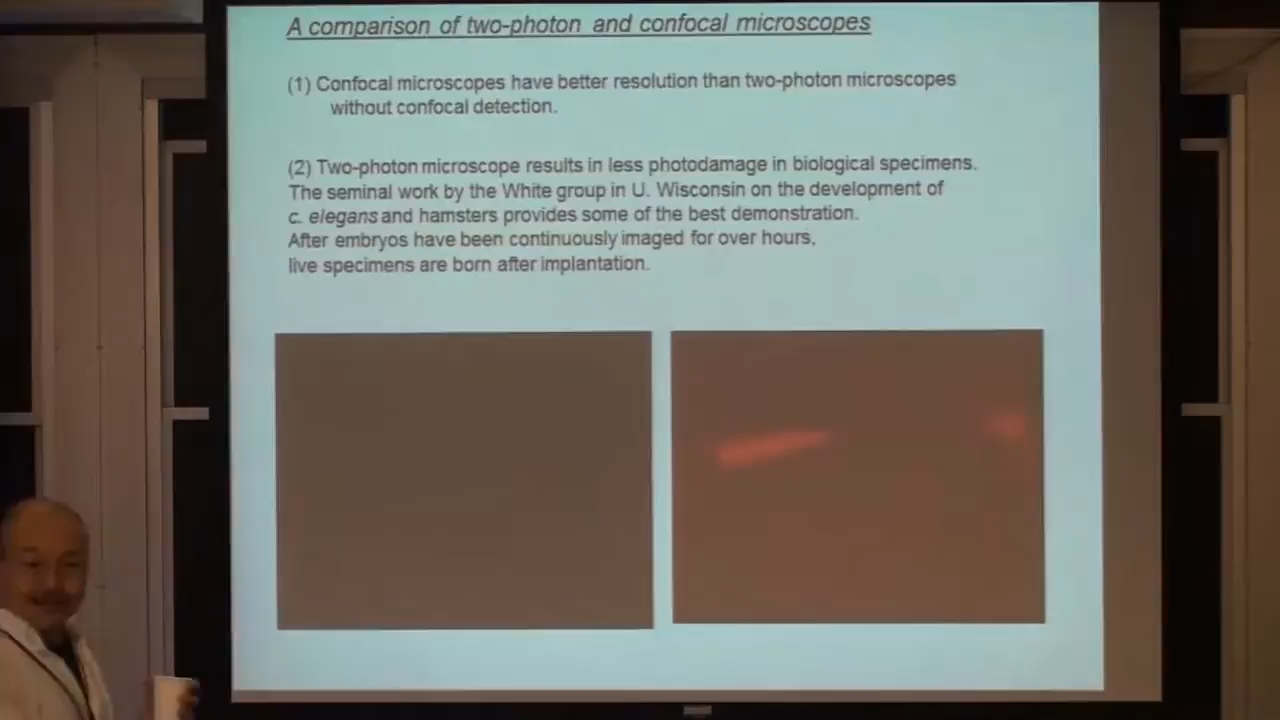 A comparison of two-photon and confocal microscopes
(1) Confocal microscopes have better resolution than two-photon microscopes
without confocal detection.
(2) Two-photon microscope results in less photodamage in biological specimens.
The seminal work by the White group in U. Wisconsin on the development of
c. elegans and hamsters provides some of the best demonstration.
After embryos have been continuously imaged for over hours,
live specimens are born after implantation.